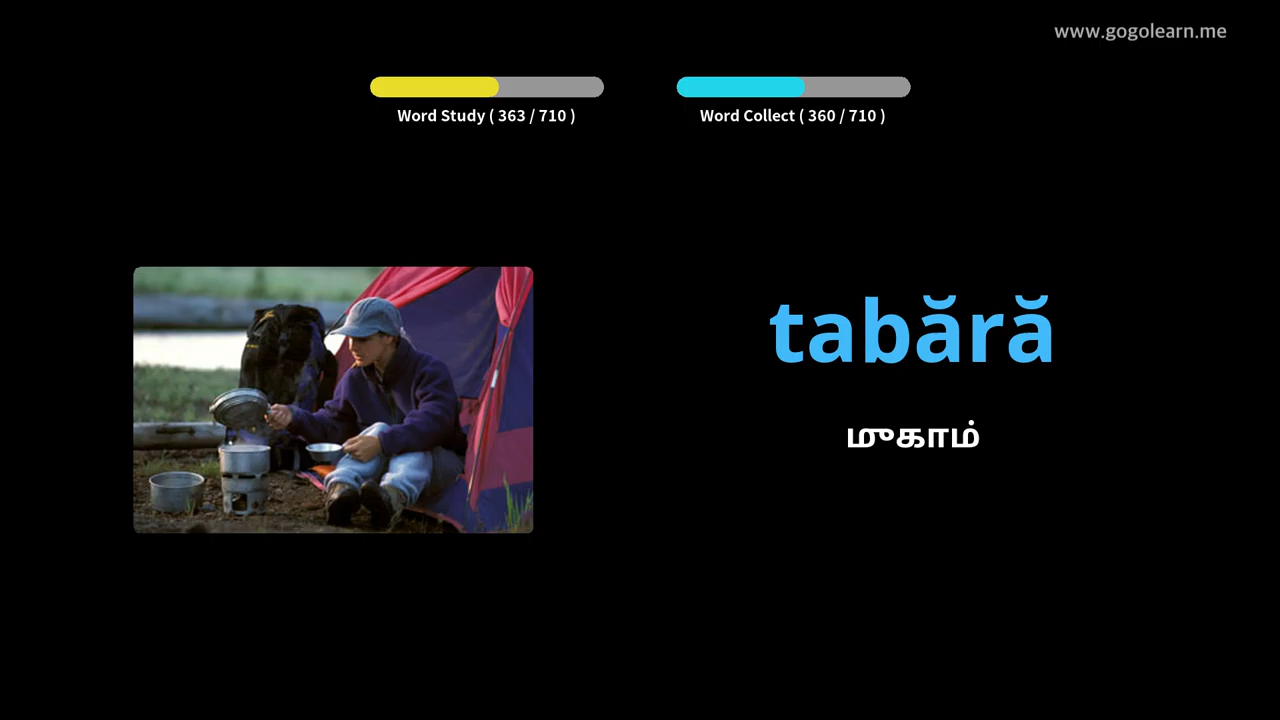 www.gogolearn.me
Word Study ( 363 / 710 )
Word Collect ( 360 / 710 )
tabără
முகாம்